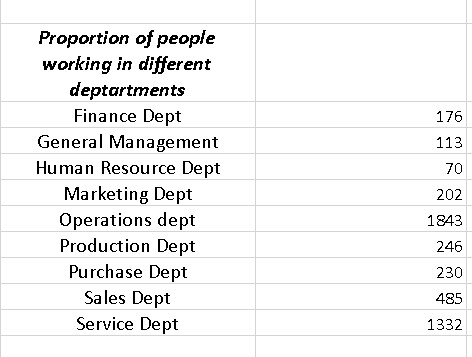 Proportion of people
working in different
deptartments
Finance Dept 176
General Management 113
Human Resource Dept 70
Marketing Dept 202
Operations dept 1843
Production Dept 246
Purchase Dept 230
Sales Dept 485
Service Dept 1332